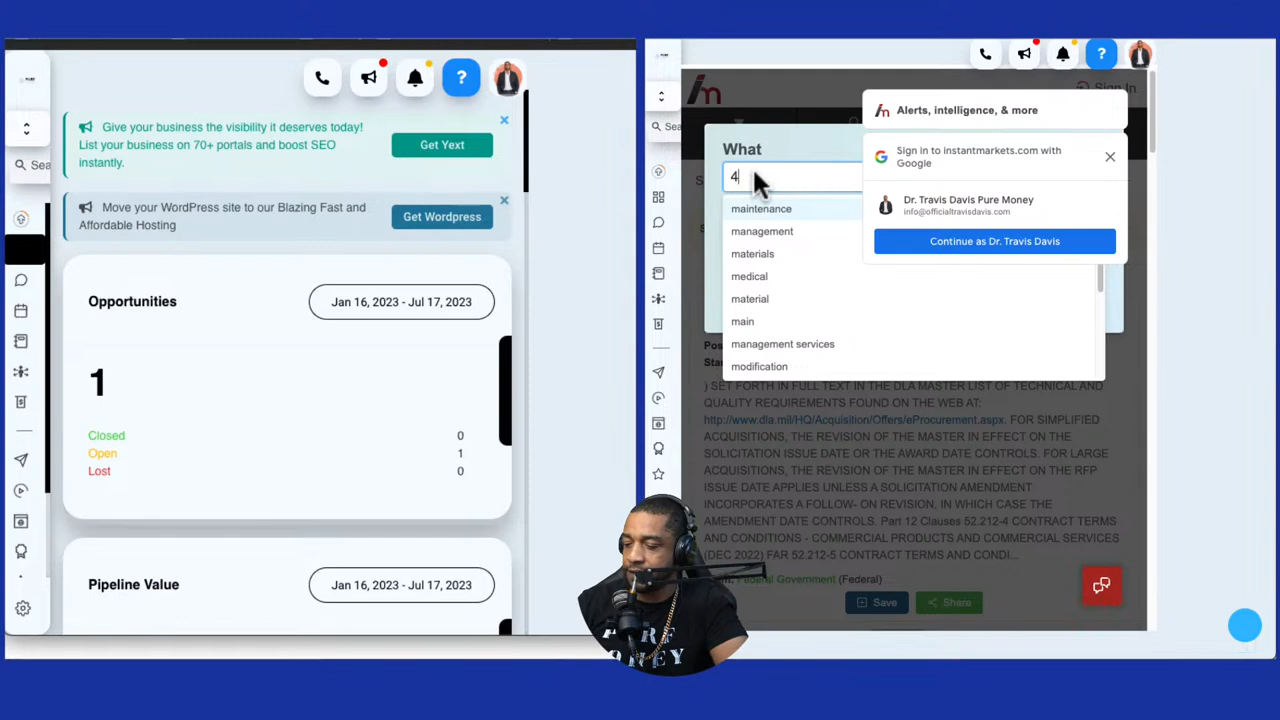 Give your business the visibility it deserves today!
List your business on 70+ portals and boost SEO
instantly.
Get Yext
Move your WordPress site to our Blazing Fast and
Affordable Hosting
Get Wordpress
?
Sea
Opportunities
Jan 16, 2023 - Jul 17, 2023
1
Closed 0
Open 1
Lost 0
Pipeline Value
Jan 16, 2023 - Jul 17, 2023
?
Sea
Sign In
Alerts, intelligence, & more
Sign in to instantmarkets.com with
Google
Dr. Travis Davis Pure Money
info@officialtravisdavis.com
Continue as Dr. Travis Davis
What
4
maintenance
management
materials
medical
material
main
management services
modification
) SET FORTH IN FULL TEXT IN THE DLA MASTER LIST OF TECHNICAL AND
QUALITY REQUIREMENTS FOUND ON THE WEB AT:
http://www.dla.mil/HQ/Acquisition/Offers/eProcurement.aspx. FOR SIMPLIFIED
ACQUISITIONS, THE REVISION OF THE MASTER IN EFFECT ON THE
SOLICITATION ISSUE DATE OR THE AWARD DATE CONTROLS. FOR LARGE
ACQUISITIONS, THE REVISION OF THE MASTER IN EFFECT ON THE RFP
ISSUE DATE APPLIES UNLESS A SOLICITATION AMENDMENT
INCORPORATES A FOLLOW- ON REVISION, IN WHICH CASE THE
AMENDMENT DATE CONTROLS. Part 12 Clauses 52.212-4 CONTRACT TERMS
AND CONDITIONS - COMMERCIAL PRODUCTS AND COMMERCIAL SERVICES
(DEC 2022) FAR 52.212-5 CONTRACT TERMS AND CONDI...
Federal Government (Federal)
Save
Share